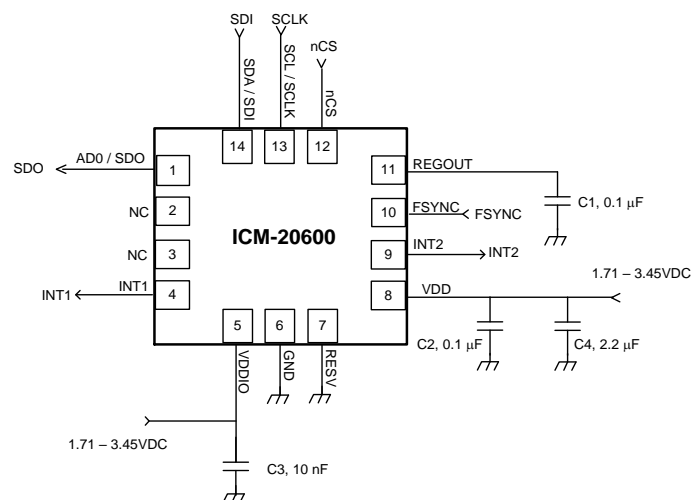 SDI
SCLK
nCS
SDA / SDI
SCL / SCLK
nCS
14
13
12
SDO
AD0 / SDO
1
11
REGOUT
C1, 0.1 µF
NC
2
10
FSYNC
FSYNC
ICM-20600
NC
3
9
INT2
INT2
INT1
INT1
4
8
VDD
1.71 – 3.45VDC
5
6
7
VDDIO
GND
RESV
C2, 0.1 µF
C4, 2.2 µF
1.71 – 3.45VDC
C3, 10 nF